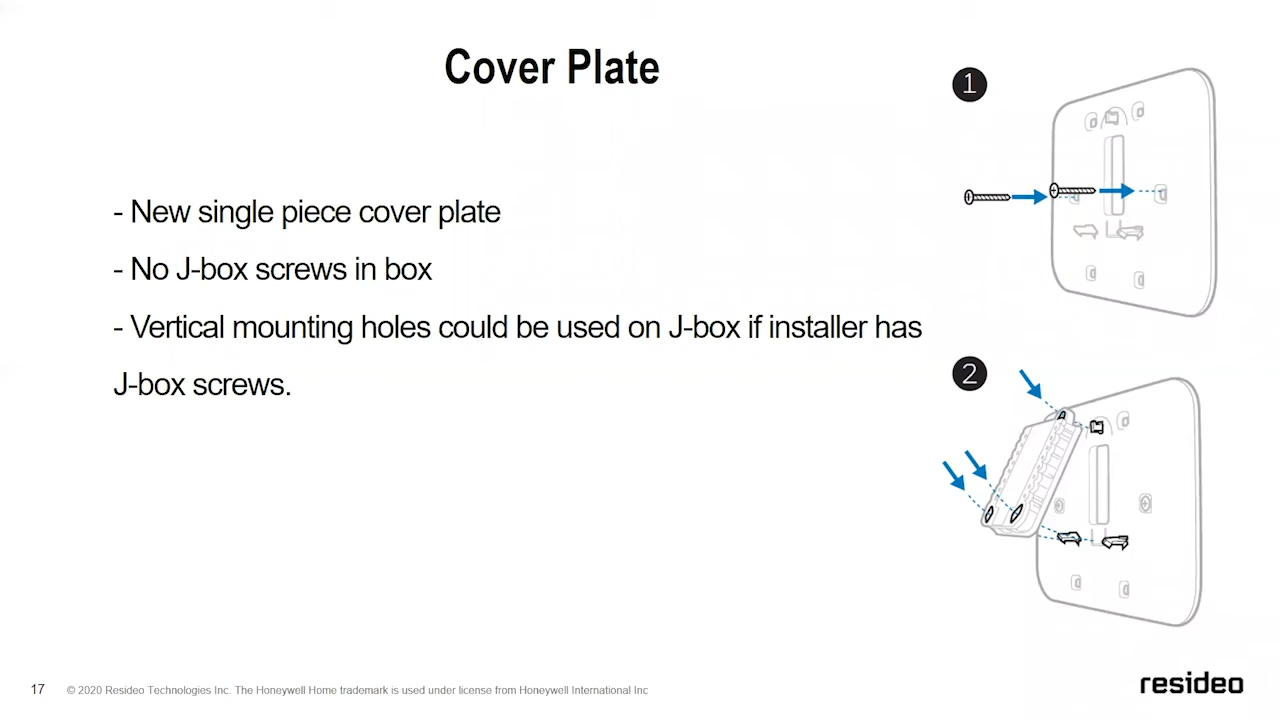 Cover Plate
1
- New single piece cover plate
- No J-box screws in box
- Vertical mounting holes could be used on J-box if installer has
J-box screws.
2
17 © 2020 Resideo Technologies Inc. The Honeywell Home trademark is used under license from Honeywell International Inc
resideo